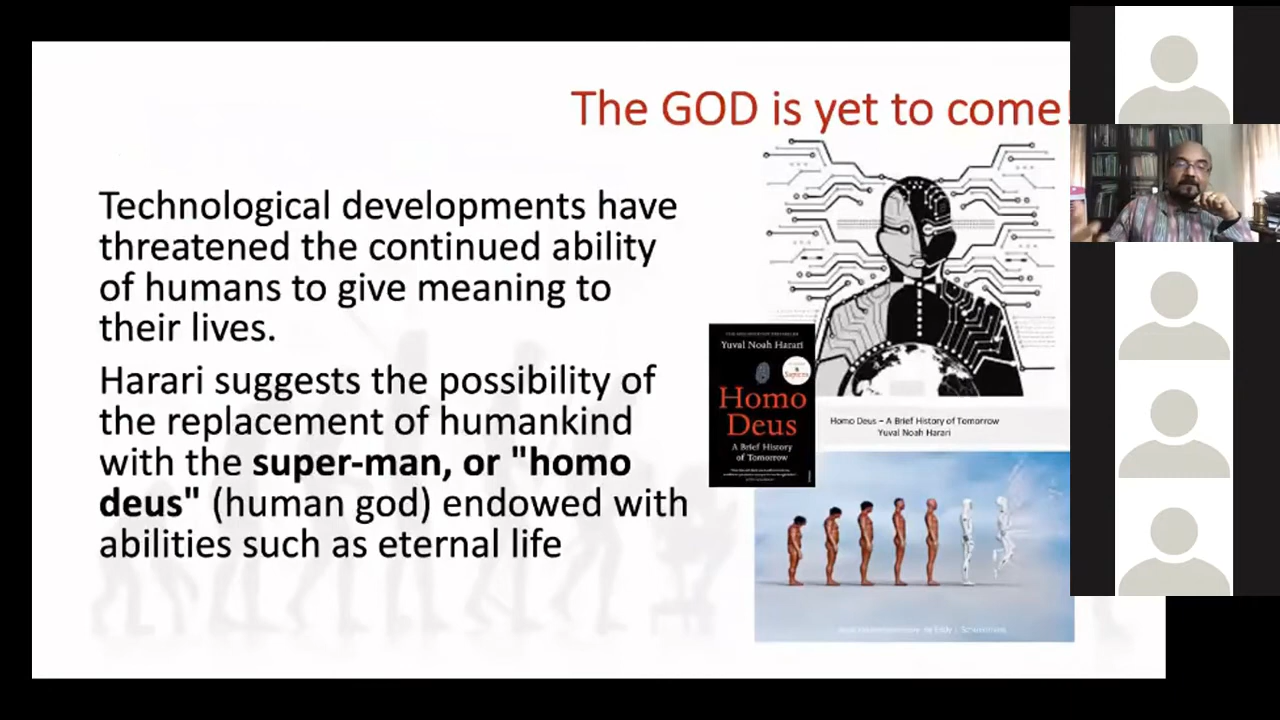 The GOD is yet to come!
Technological developments have
threatened the continued ability
of humans to give meaning to
their lives.
Harari suggests the possibility of
the replacement of humankind
with the super-man, or "homo
deus" (human god) endowed with
abilities such as eternal life
Yuval Noah Harari
Sapiens
Homo
Deus
A Brief History
of Tomorrow
Homo Deus – A Brief History of Tomorrow
Yuval Noah Harari